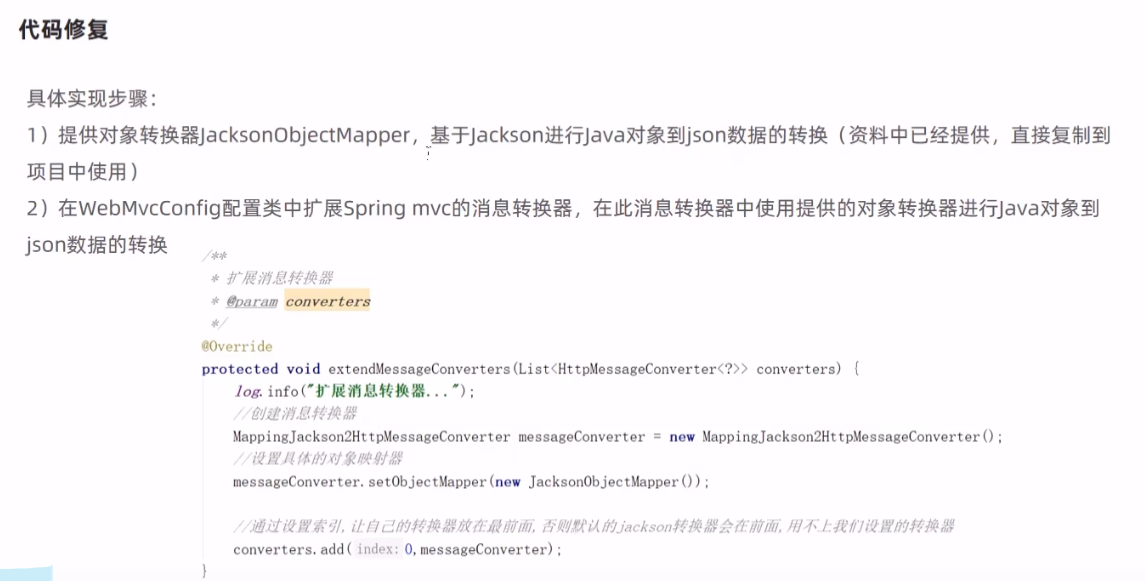 代码修复
具体实现步骤：
1）提供对象转换器JacksonObjectMapper，基于Jackson进行Java对象到json数据的转换（资料中已经提供，直接复制到
项目中使用）
2）在WebMvcConfig配置类中扩展Spring mvc的消息转换器，在此消息转换器中使用提供的对象转换器进行Java对象到
json数据的转换
/**
 * 扩展消息转换器
 * @param converters
 */
@Override
protected void extendMessageConverters(List<HttpMessageConverter<?>> converters) {
    log.info("扩展消息转换器...");
    //创建消息转换器
    MappingJackson2HttpMessageConverter messageConverter = new MappingJackson2HttpMessageConverter();
    //设置具体的对象映射器
    messageConverter.setObjectMapper(new JacksonObjectMapper());
    //通过设置索引,让自己的转换器放在最前面,否则默认的jackson转换器会在前面,用不上我们设置的转换器
    converters.add( index: 0,messageConverter);
}